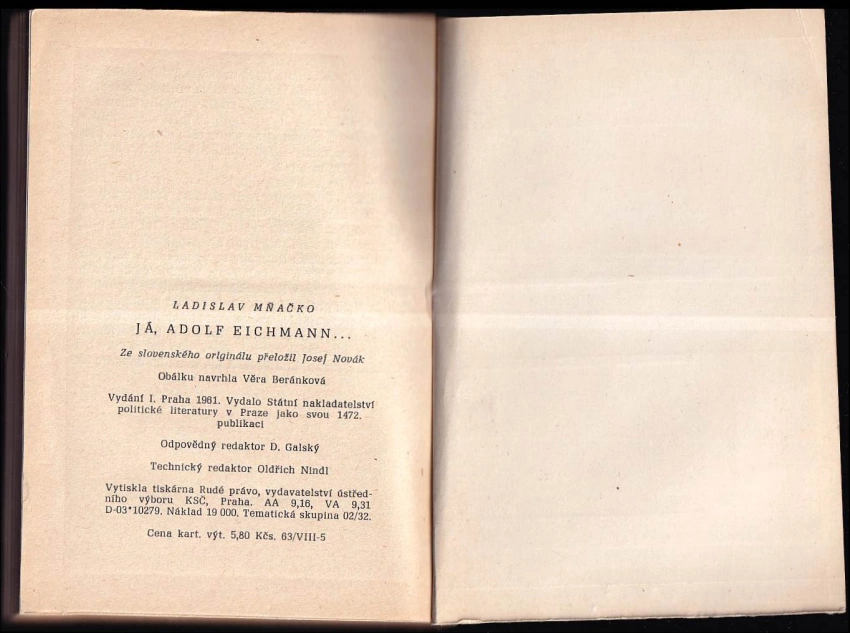 LADISLAV MŇAČKO
JÁ, ADOLF EICHMANN...
Ze slovenského originálu přeložil Josef Novák
Obálku navrhla Věra Beránková
Vydání I. Praha 1961. Vydalo Státní nakladatelství
politické literatury v Praze jako svou 1472.
publikaci
Odpovědný redaktor D. Galský
Technický redaktor Oldřich Nindl
Vytiskla tiskárna Rudé právo, vydavatelství ústřed-
ního výboru KSČ, Praha. AA 9,16, VA 9,31
D-03*10279. Náklad 19 000. Tematická skupina 02/32.
Cena kart. výt. 5,80 Kčs. 63/VIII-5